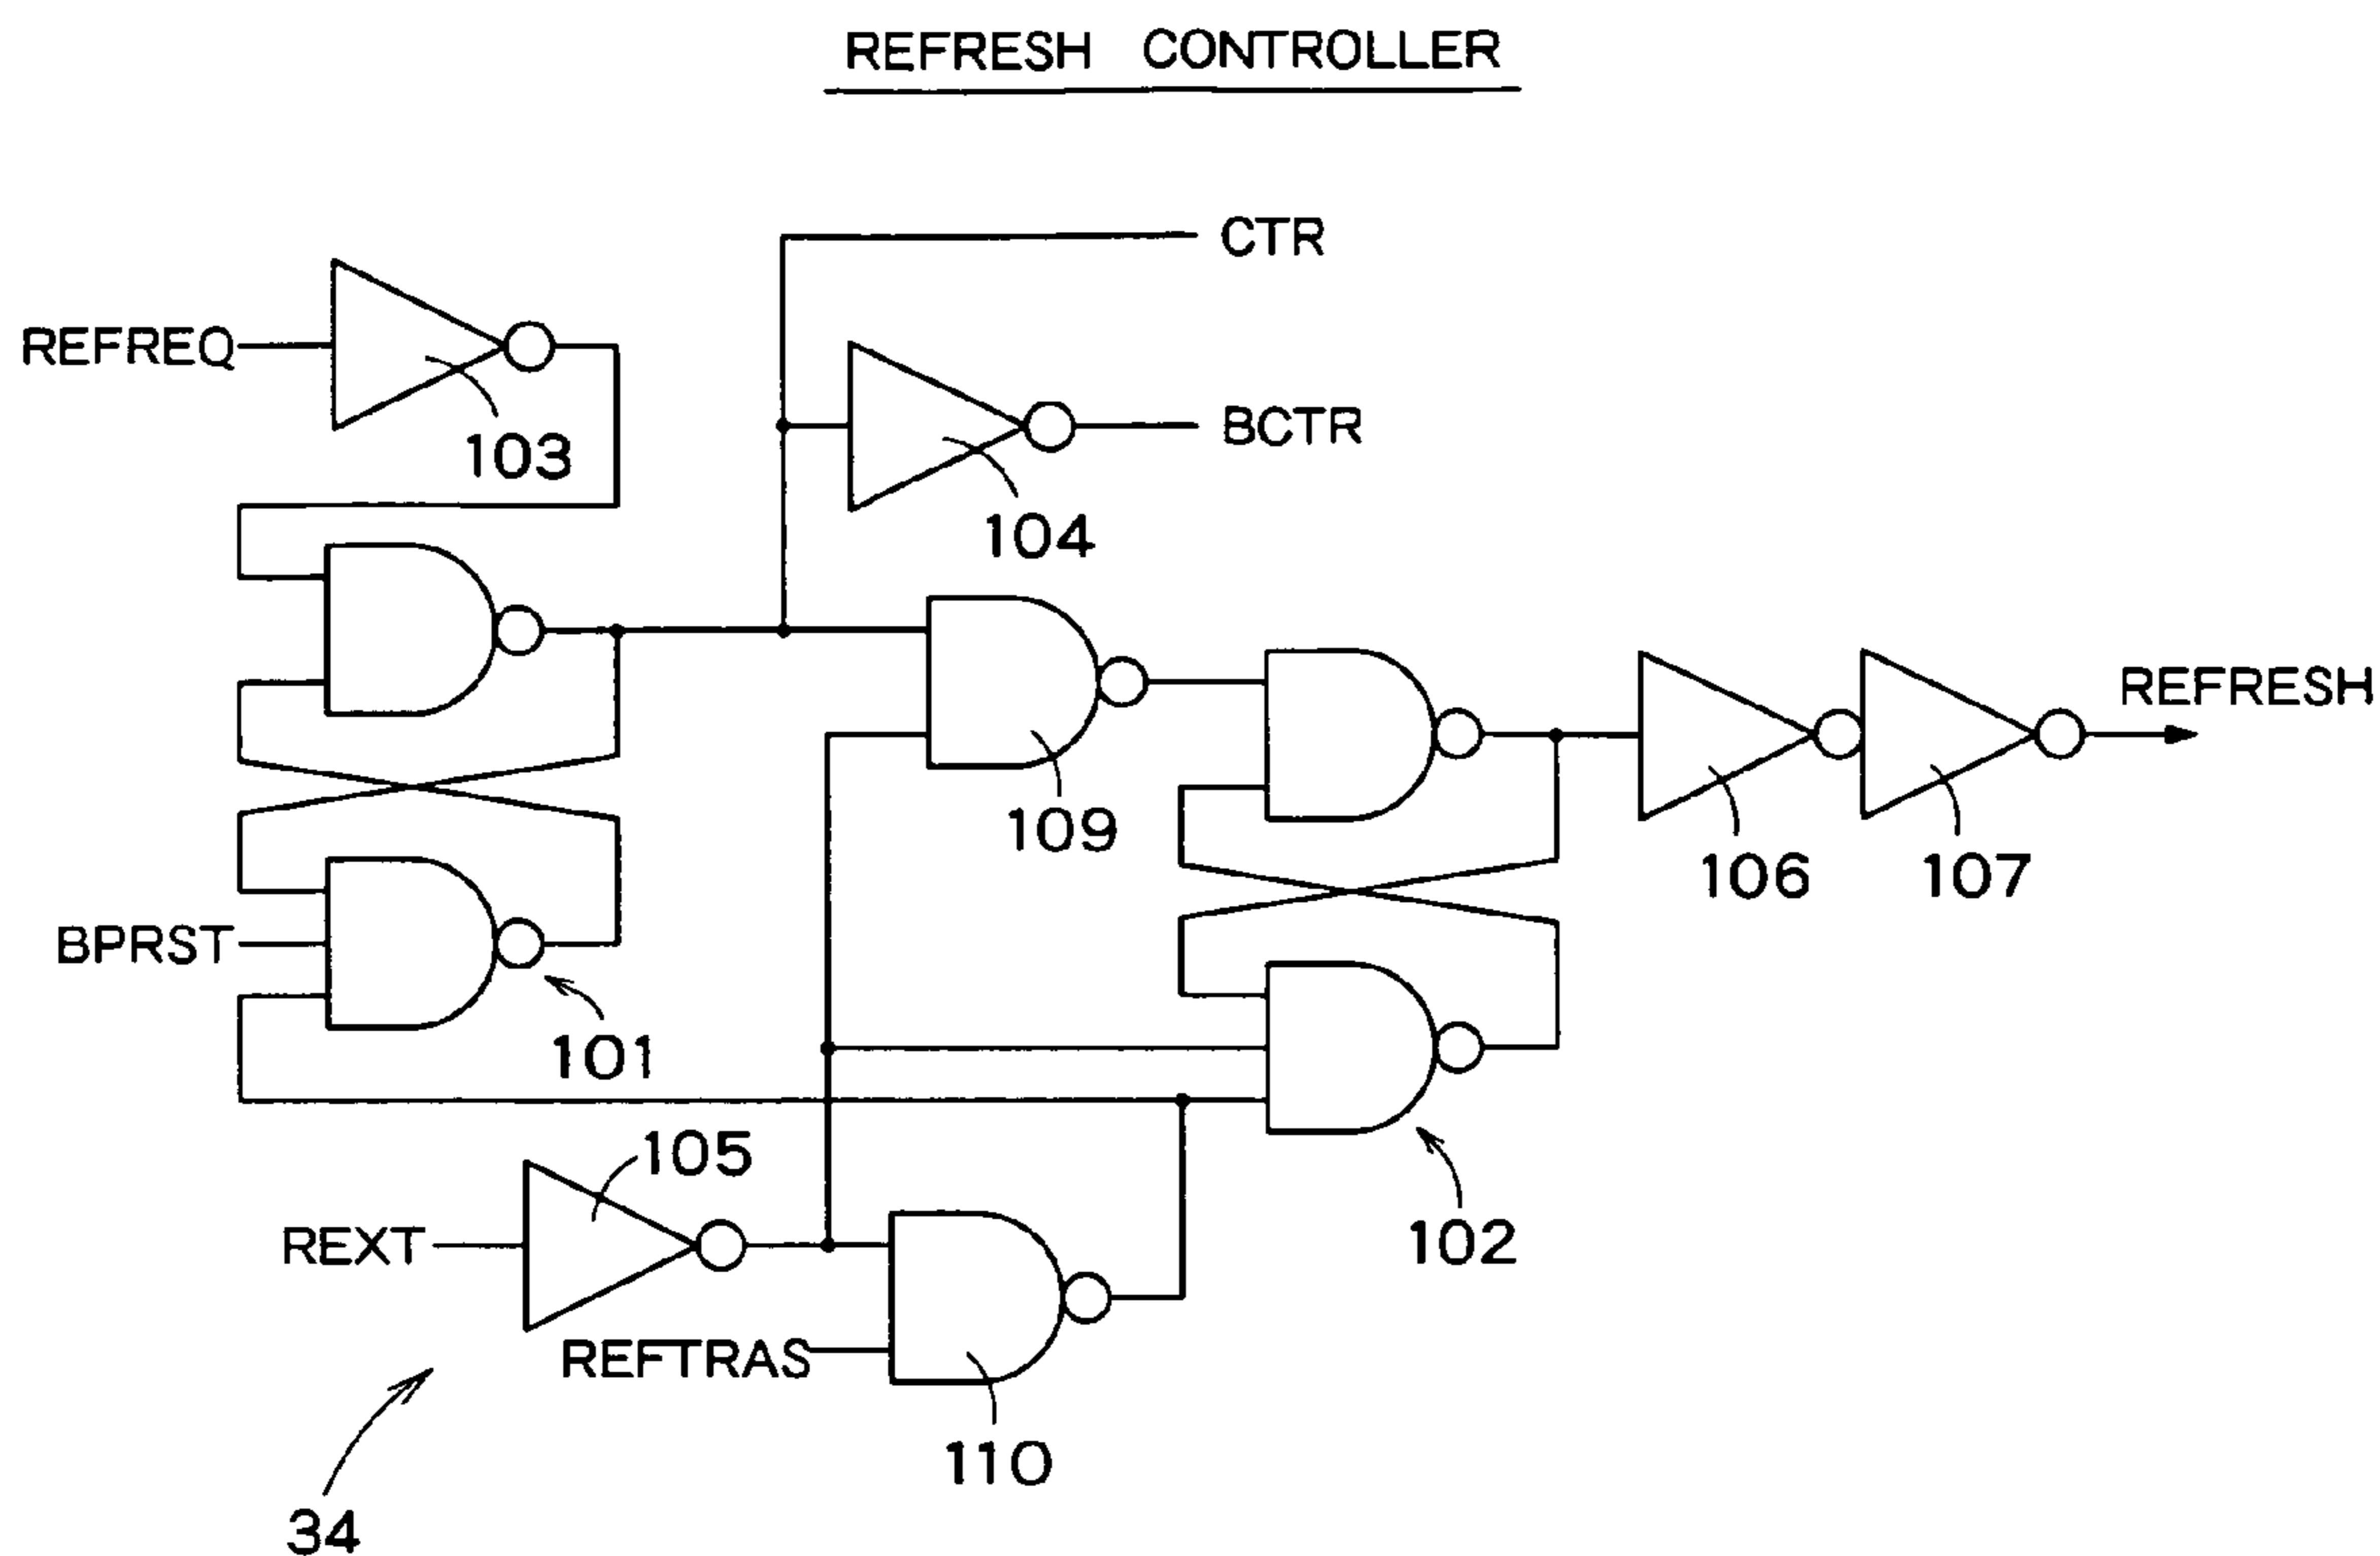 REFRESH CONTROLLER
CTR
REFREQ
103
BCTR
104
REFRESH
109
106
107
BPRST
101
105
REXT
102
REFTRAS
110
34